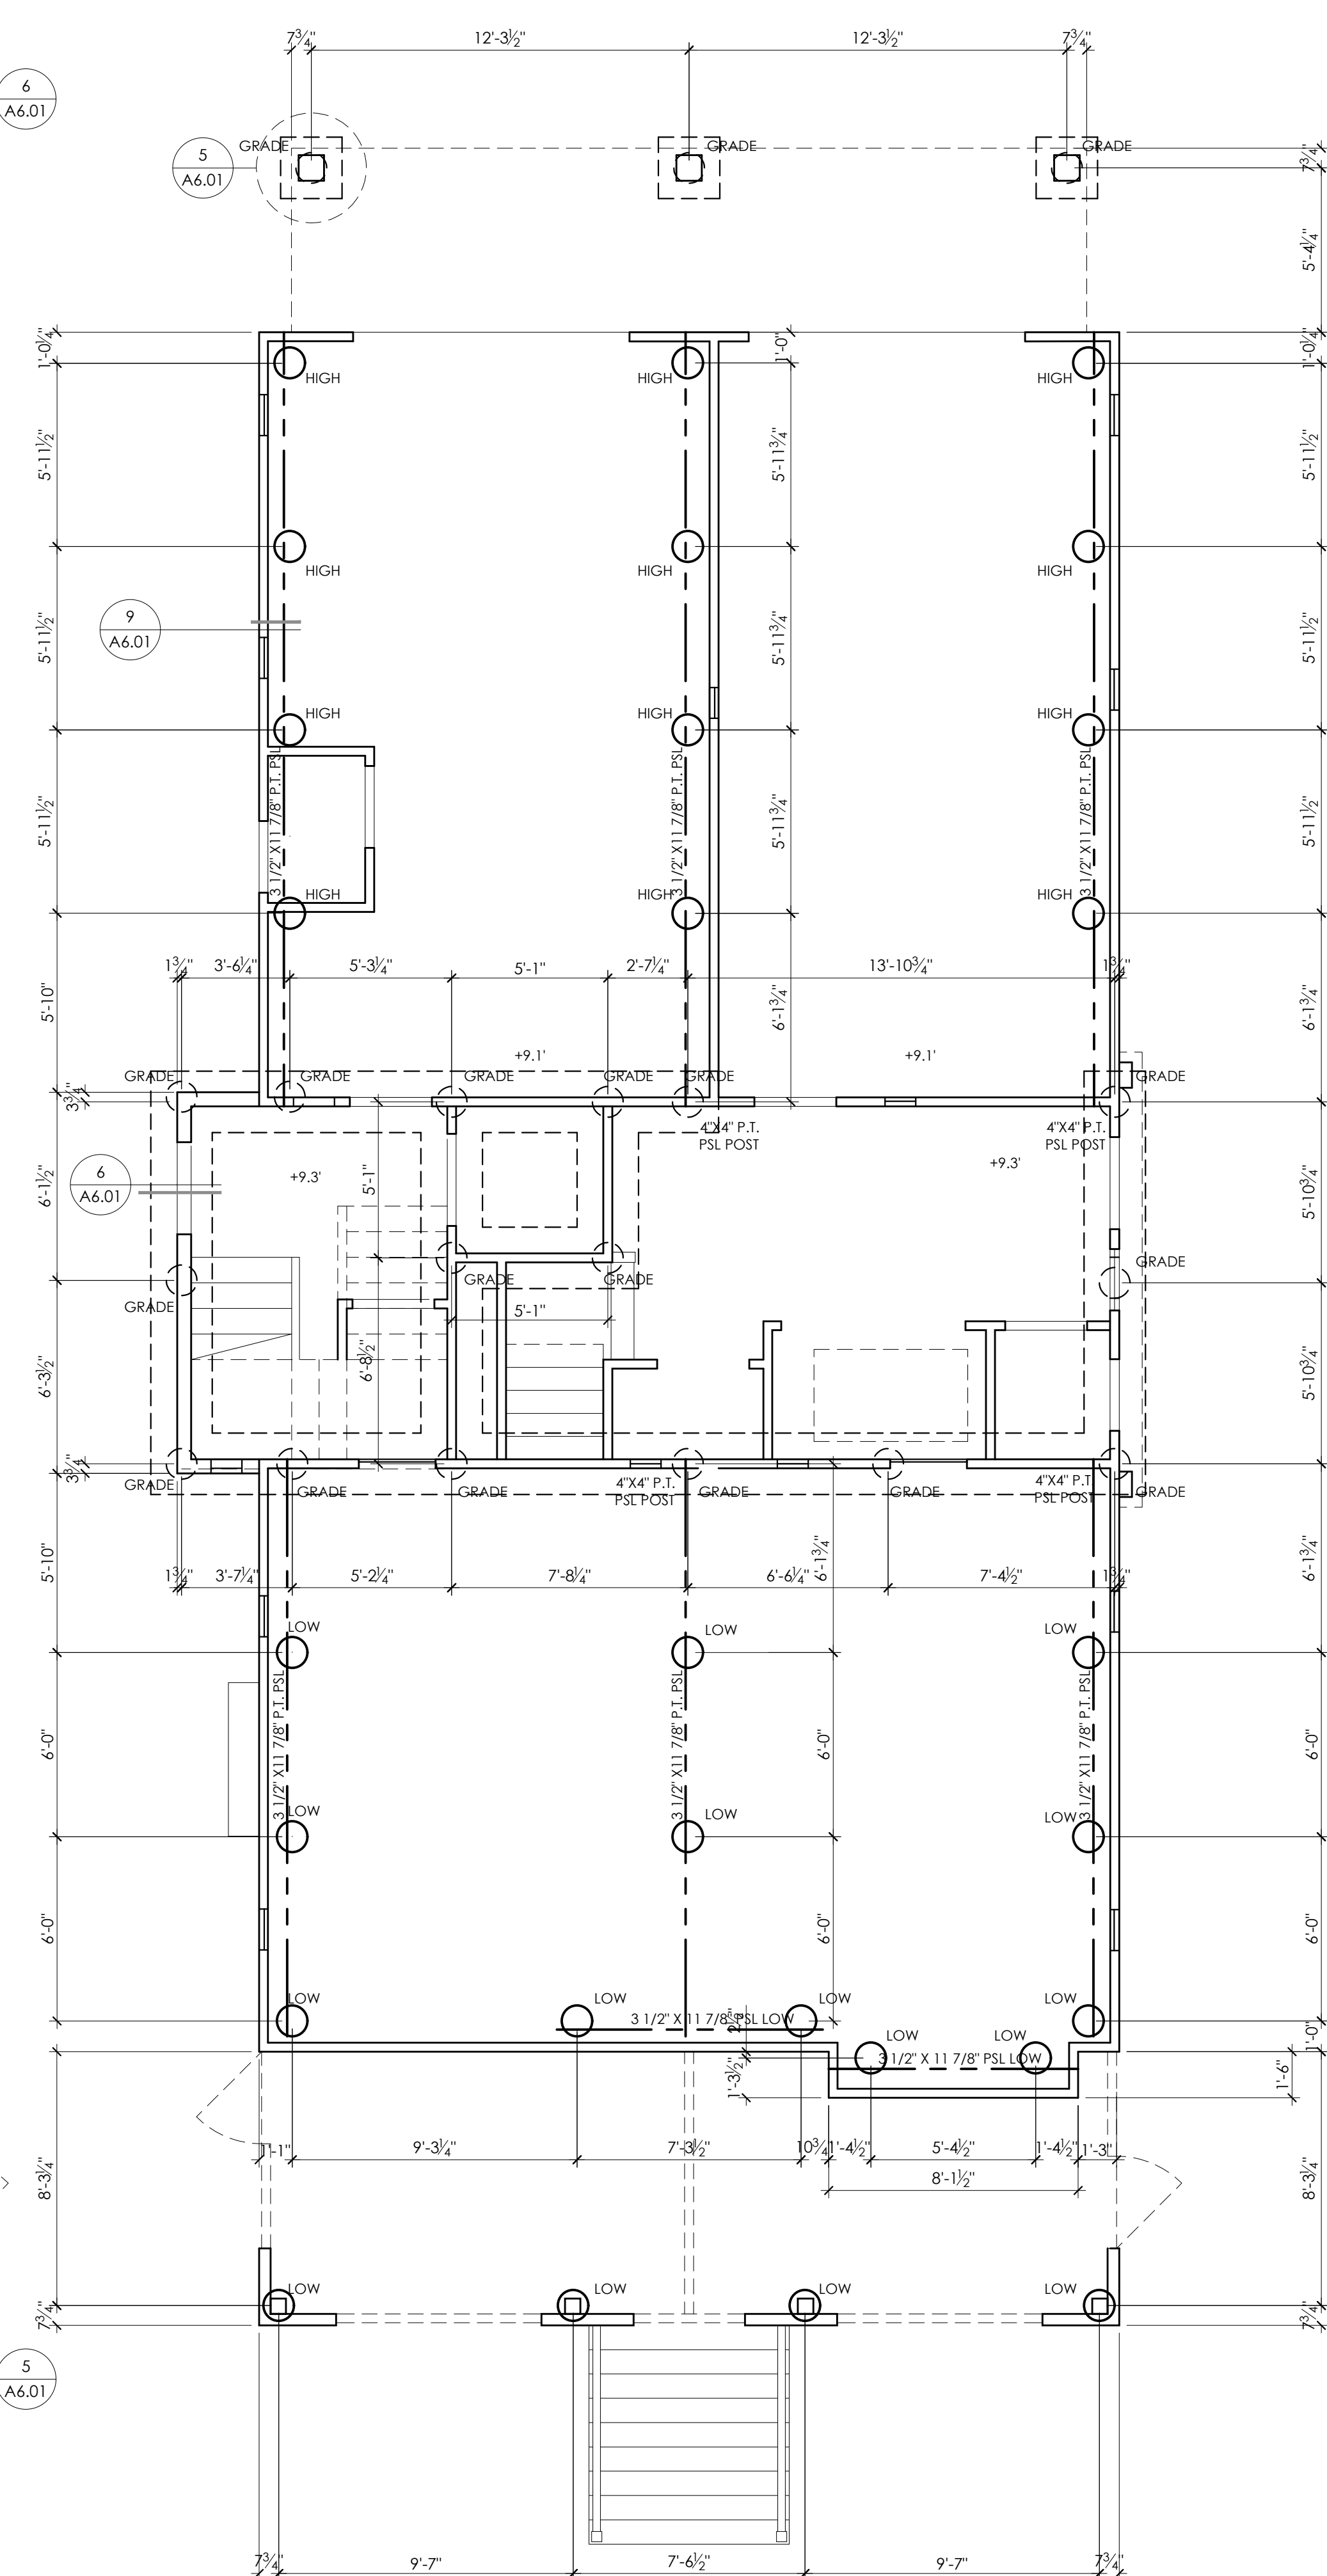 7¾"
12'-3½"
12'-3½"
7¾"
6
A6.01
5
A6.01
GRADE
GRADE
GRADE
7¾"
5'-4¼"
1'-0¼"
1'-0"
1'-0¼"
HIGH
HIGH
HIGH
5'-11½"
5'-11¾"
5'-11½"
HIGH
HIGH
HIGH
9
A6.01
5'-11½"
5'-11¾"
5'-11½"
HIGH
HIGH
HIGH
3 1/2" X11 7/8" P.T. PSL
3 1/2" X11 7/8" P.T. PSL
3 1/2" X11 7/8" P.T. PSL
5'-11½"
5'-11¾"
5'-11½"
HIGH
HIGH
HIGH
1¾"
3'-6¼"
5'-3¼"
5'-1"
2'-7¼"
13'-10¾"
1¾"
5'-10"
6'-1¾"
6'-1¾"
+9.1'
+9.1'
GRADE
GRADE
GRADE
GRADE
GRADE
GRADE
3¾"
4"X4" P.T.
PSL POST
4"X4" P.T.
PSL POST
6
A6.01
+9.3'
5'-1"
+9.3'
6'-1½"
5'-10¾"
GRADE
GRADE
GRADE
GRADE
5'-1"
6'-3½"
6'-8½"
5'-10¾"
3¾"
GRADE
GRADE
GRADE
4"X4" P.T.
PSL POST
GRADE
GRADE
4"X4" P.T.
PSL POST
GRADE
5'-10"
6'-1¾"
6'-1¾"
1¾"
3'-7¼"
5'-2¼"
7'-8¼"
6'-6¼"
7'-4½"
1¾"
LOW
LOW
LOW
3 1/2" X11 7/8" P.T. PSL
3 1/2" X11 7/8" P.T. PSL
3 1/2" X11 7/8" P.T. PSL
6'-0"
6'-0"
6'-0"
LOW
LOW
LOW
6'-0"
6'-0"
6'-0"
LOW
LOW
LOW
LOW
3 1/2" X 11 7/8" PSL LOW
1'-0"
LOW
LOW
3 1/2" X 11 7/8" PSL LOW
1'-3½"
1'-6"
1'-1"
9'-3¼"
7'-3½"
10¾"
1'-4½"
5'-4½"
1'-4½"
1'-3"
8'-1½"
8'-3¼"
8'-3¼"
LOW
LOW
LOW
LOW
7¾"
7¾"
5
A6.01
7¾"
9'-7"
7'-6½"
9'-7"
7¾"